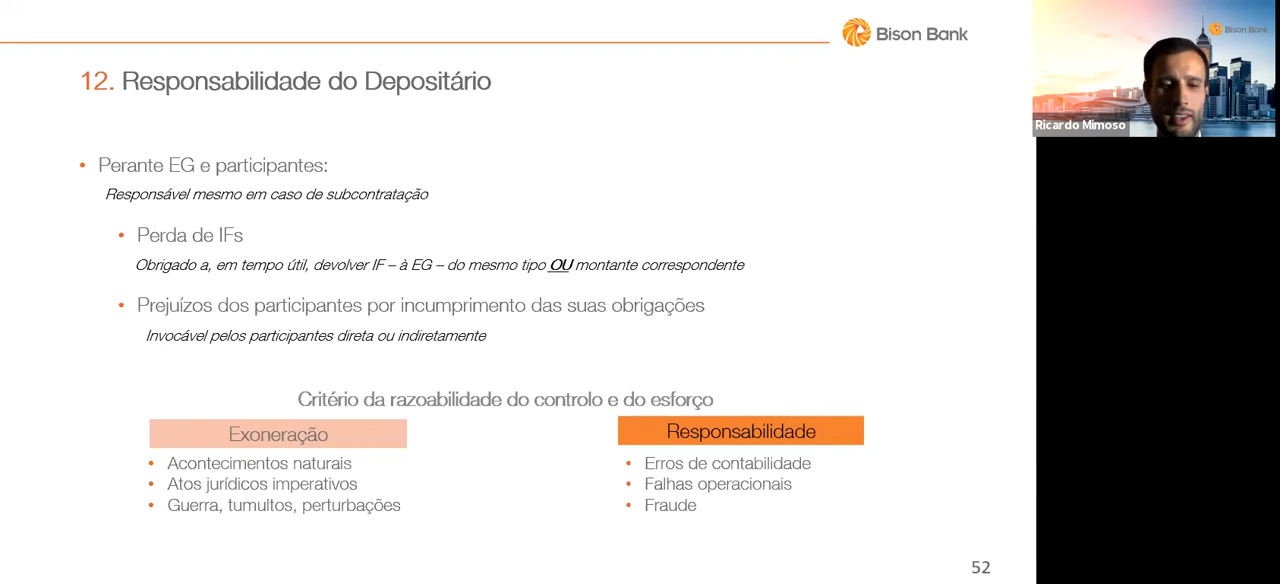 Bison Bank
12. Responsabilidade do Depositário
• Perante EG e participantes:
Responsável mesmo em caso de subcontratação
• Perda de IFs
Obrigado a, em tempo útil, devolver IF – à EG – do mesmo tipo OU montante correspondente
• Prejuízos dos participantes por incumprimento das suas obrigações
Invocável pelos participantes direta ou indiretamente
Critério da razoabilidade do controlo e do esforço
Exoneração
• Acontecimentos naturais
• Atos jurídicos imperativos
• Guerra, tumultos, perturbações
Responsabilidade
• Erros de contabilidade
• Falhas operacionais
• Fraude
52
Bison Bank
Ricardo Mimoso